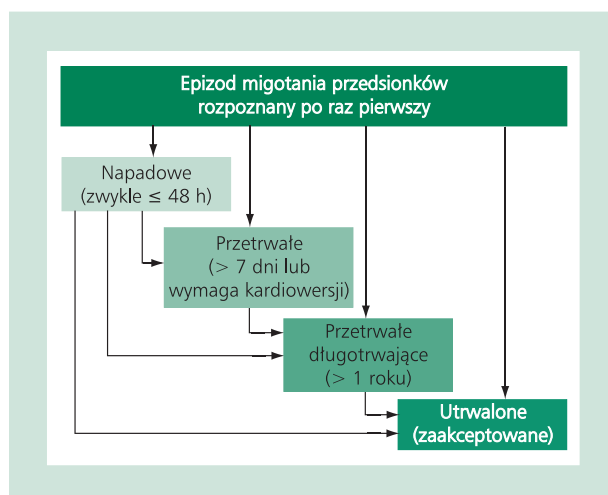 Epizod migotania przedsionków
rozpoznany po raz pierwszy
Napadowe
(zwykle ≤ 48 h)
Przetrwałe
(> 7 dni lub
wymaga kardiowersji)
Przetrwałe
długotrwające
(> 1 roku)
Utrwalone
(zaakceptowane)